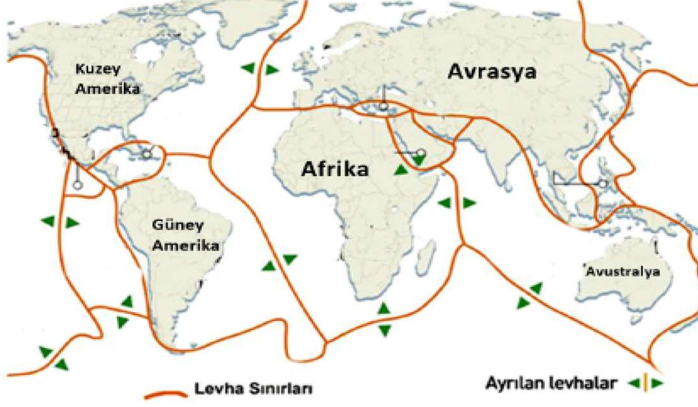 Kuzey
Amerika
Avrasya
Afrika
Güney
Amerika
Avustralya
Levha Sınırları
Ayrılan levhalar